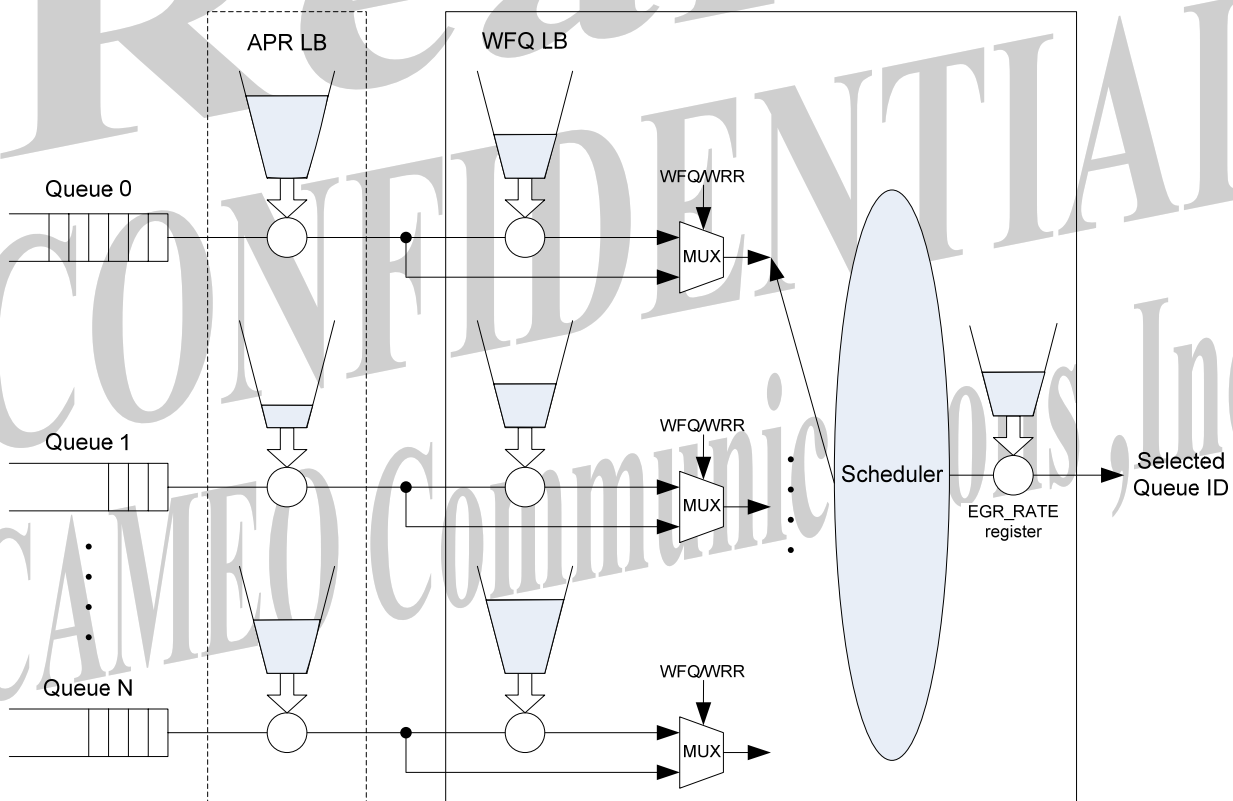 APR LB
WFQ LB
Queue 0
WFQ/WRR
MUX
Queue 1
WFQ/WRR
MUX
Scheduler
EGR_RATE
register
Selected
Queue ID
Queue N
WFQ/WRR
MUX
CONFIDENTIAL
CAMEO Communications ,Inc